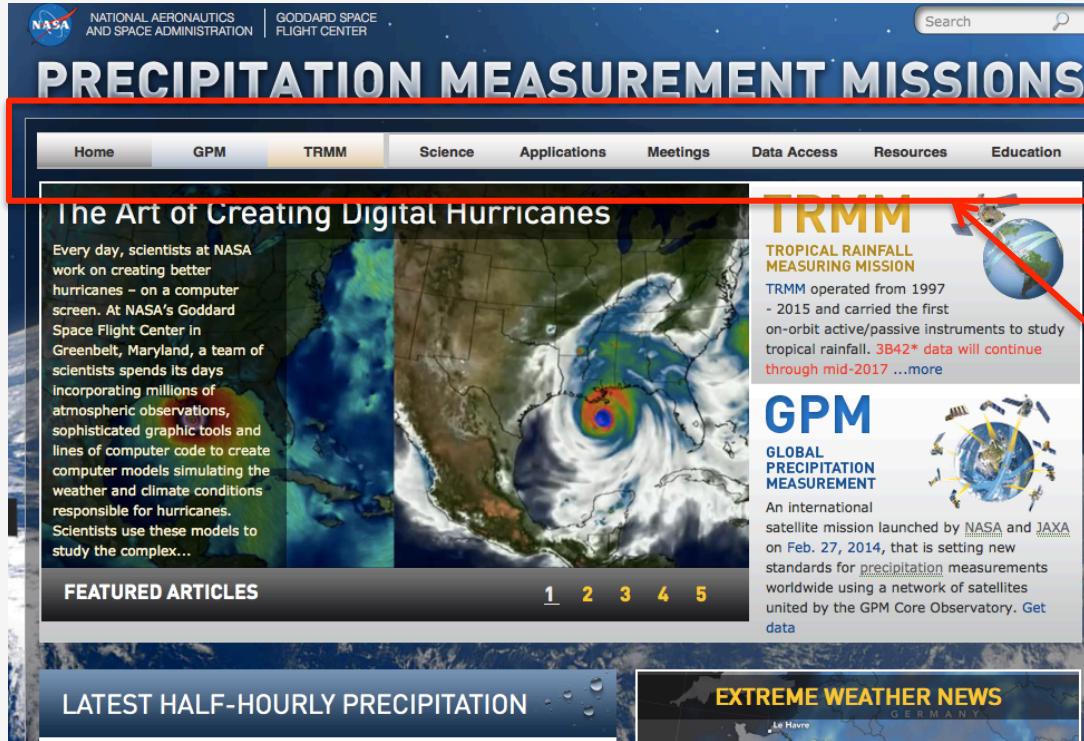 NASA
NATIONAL AERONAUTICS
AND SPACE ADMINISTRATION
GODDARD SPACE
FLIGHT CENTER
Search
PRECIPITATION MEASUREMENT MISSIONS
Home GPM TRMM Science Applications Meetings Data Access Resources Education
The Art of Creating Digital Hurricanes
Every day, scientists at NASA
work on creating better
hurricanes – on a computer
screen. At NASA's Goddard
Space Flight Center in
Greenbelt, Maryland, a team of
scientists spends its days
incorporating millions of
atmospheric observations,
sophisticated graphic tools and
lines of computer code to create
computer models simulating the
weather and climate conditions
responsible for hurricanes.
Scientists use these models to
study the complex...
FEATURED ARTICLES
1 2 3 4 5
TRMM
TROPICAL RAINFALL
MEASURING MISSION
TRMM operated from 1997
- 2015 and carried the first
on-orbit active/passive instruments to study
tropical rainfall. 3B42* data will continue
through mid-2017 ...more
GPM
GLOBAL
PRECIPITATION
MEASUREMENT
An international
satellite mission launched by NASA and JAXA
on Feb. 27, 2014, that is setting new
standards for precipitation measurements
worldwide using a network of satellites
united by the GPM Core Observatory. Get
data
LATEST HALF-HOURLY PRECIPITATION
EXTREME WEATHER NEWS
GERMANY
Le Havre